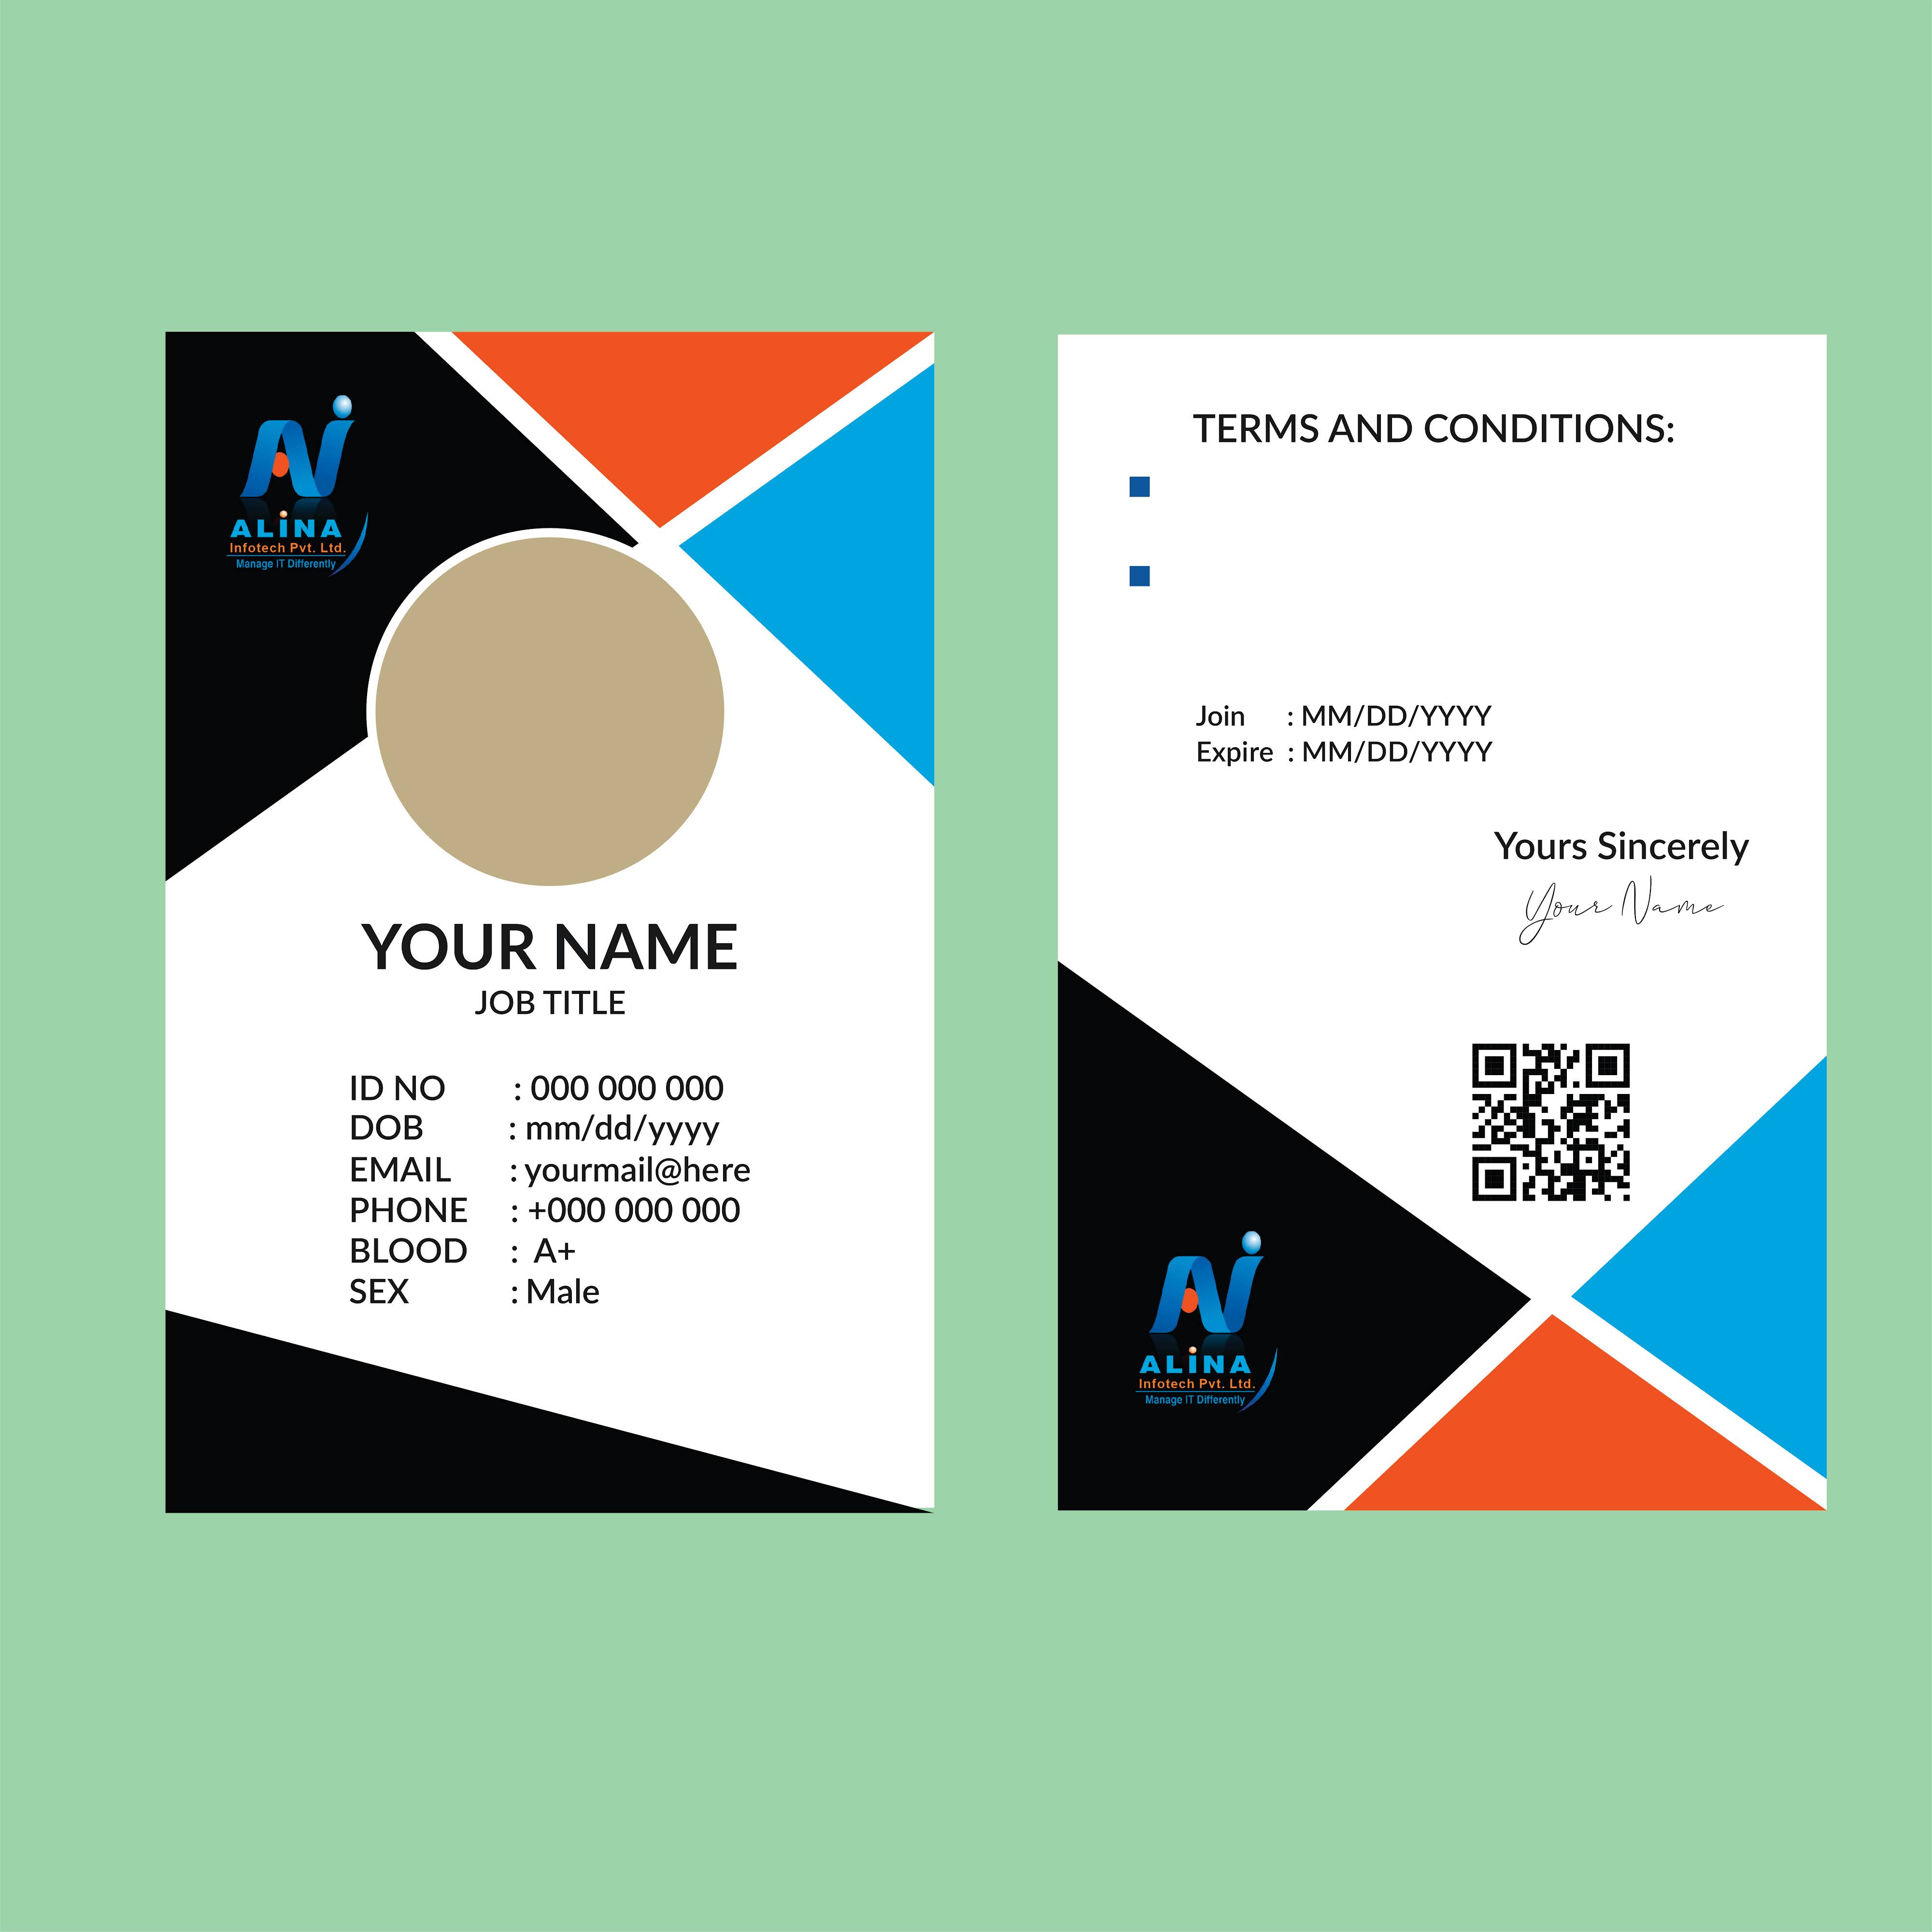 ALiNA
Infotech Pvt. Ltd.
Manage IT Differently
YOUR NAME
JOB TITLE
ID NO : 000 000 000
DOB : mm/dd/yyyy
EMAIL : yourmail@here
PHONE : +000 000 000
BLOOD : A+
SEX : Male
TERMS AND CONDITIONS:
Join : MM/DD/YYYY
Expire : MM/DD/YYYY
Yours Sincerely
Your Name
ALiNA
Infotech Pvt. Ltd.
Manage IT Differently